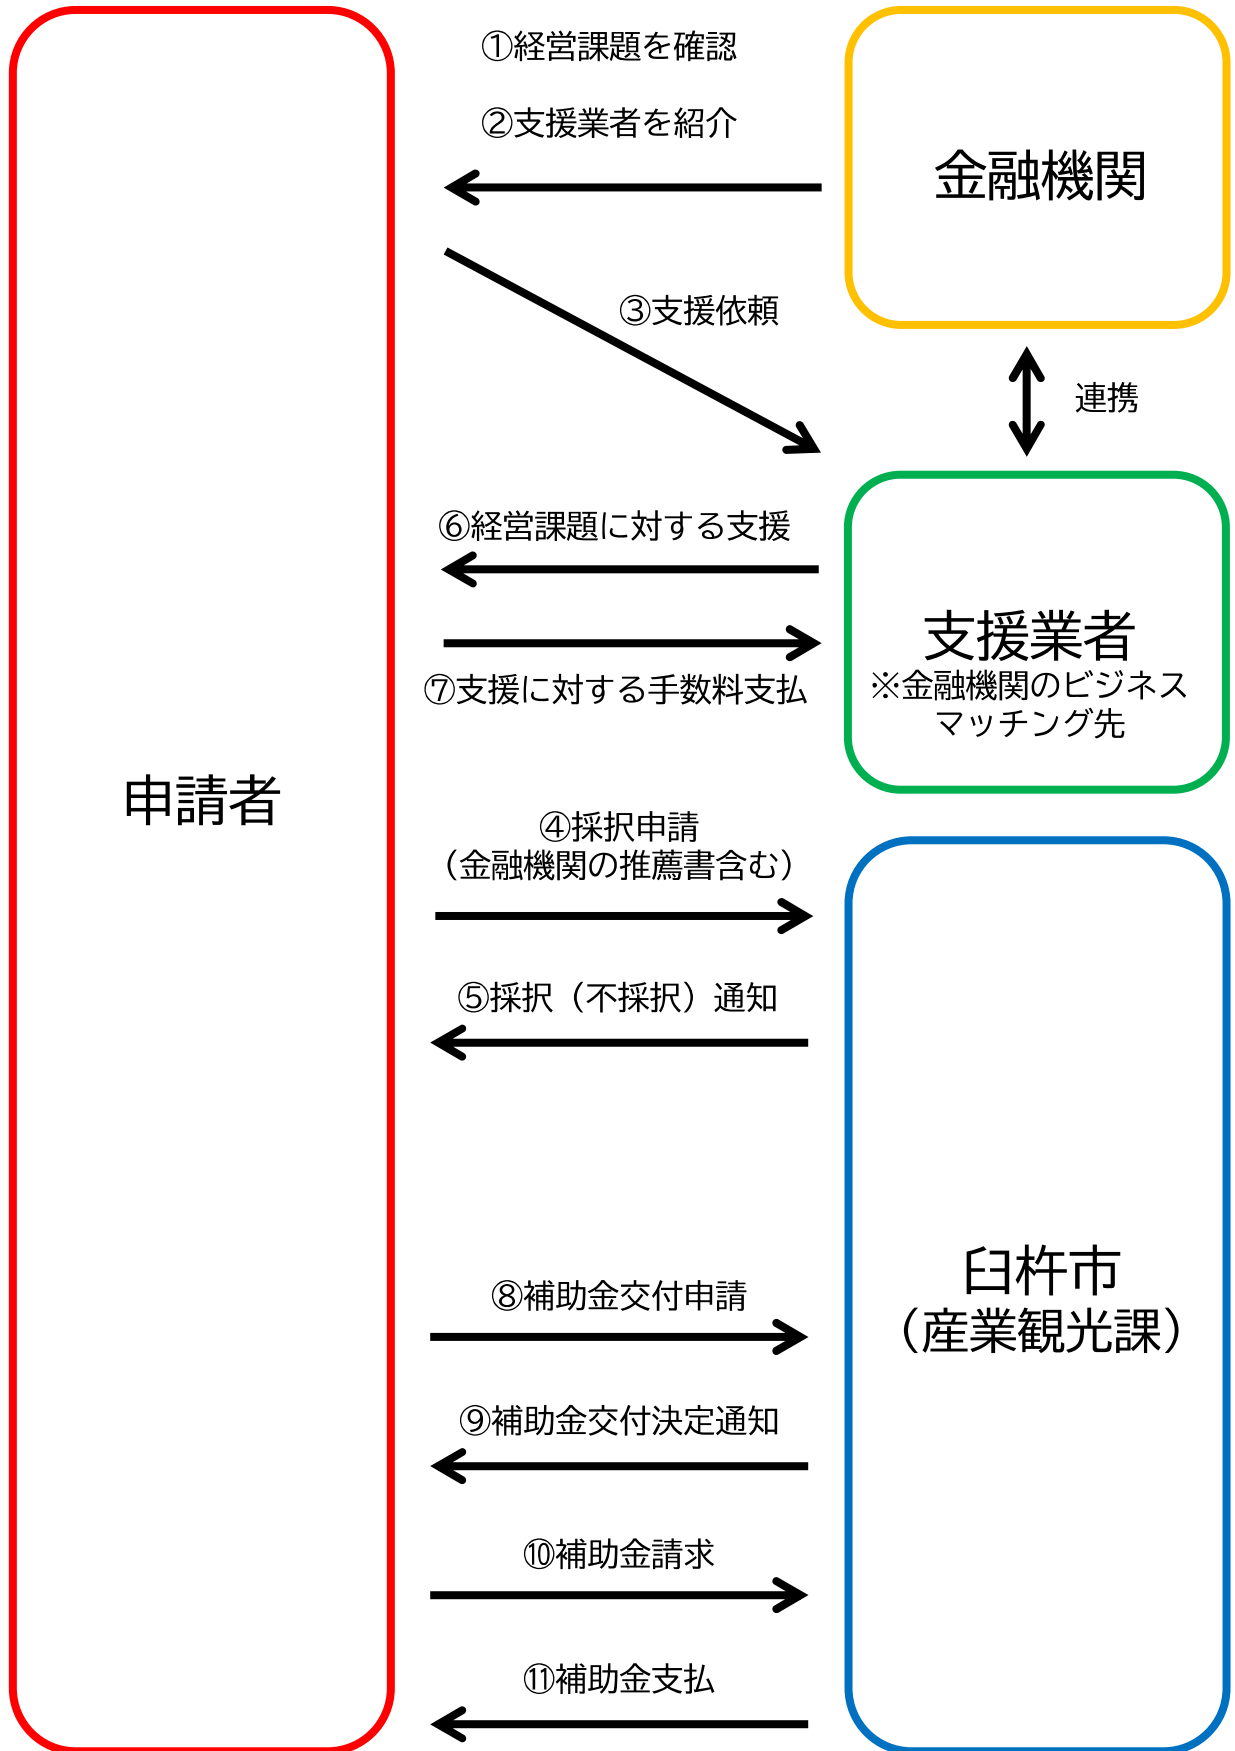 ①経営課題を確認
②支援業者を紹介
金融機関
③支援依頼
連携
⑥経営課題に対する支援
支援業者
※金融機関のビジネス
マッチング先
⑦支援に対する手数料支払
申請者
④採択申請
（金融機関の推薦書含む）
⑤採択（不採択）通知
臼杵市
（産業観光課）
⑧補助金交付申請
⑨補助金交付決定通知
⑩補助金請求
⑪補助金支払